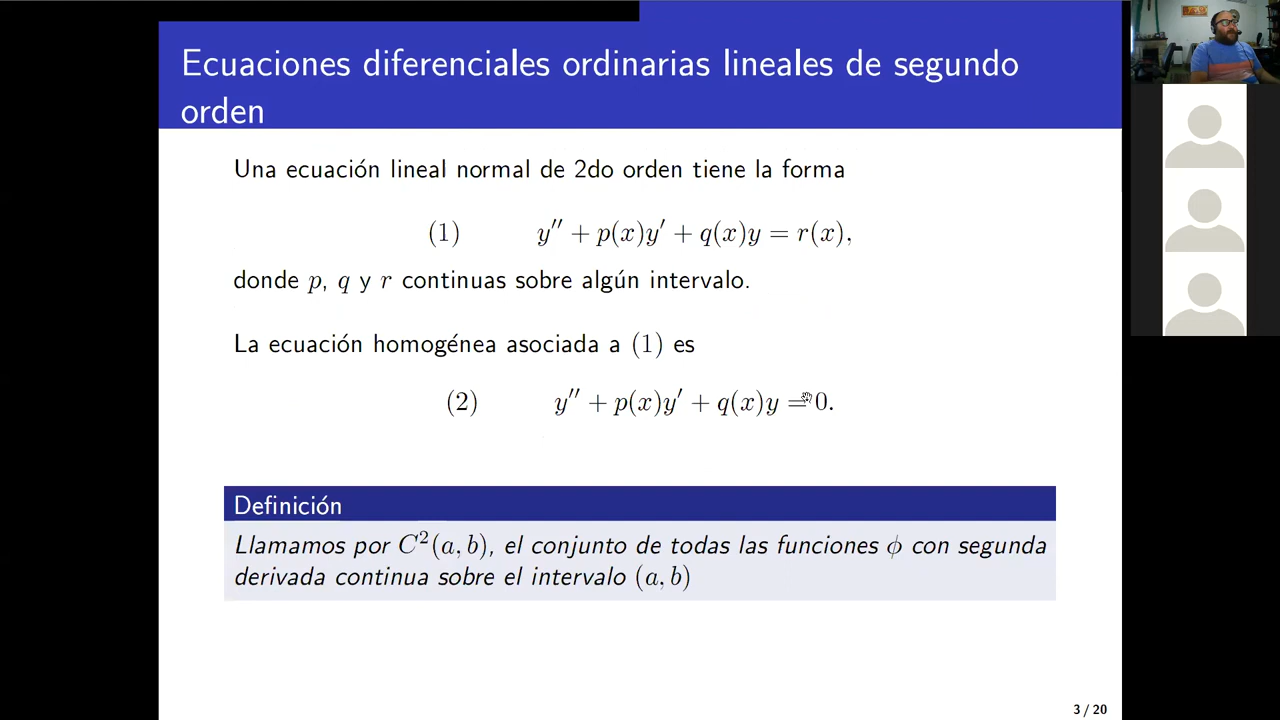 Ecuaciones diferenciales ordinarias lineales de segundo
orden
Una ecuación lineal normal de 2do orden tiene la forma
(1) y″ + p(x)y′ + q(x)y = r(x),
donde p, q y r continuas sobre algún intervalo.
La ecuación homogénea asociada a (1) es
(2) y″ + p(x)y′ + q(x)y = 0.
Definición
Llamamos por C²(a, b), el conjunto de todas las funciones ϕ con segunda
derivada continua sobre el intervalo (a, b)
3 / 20